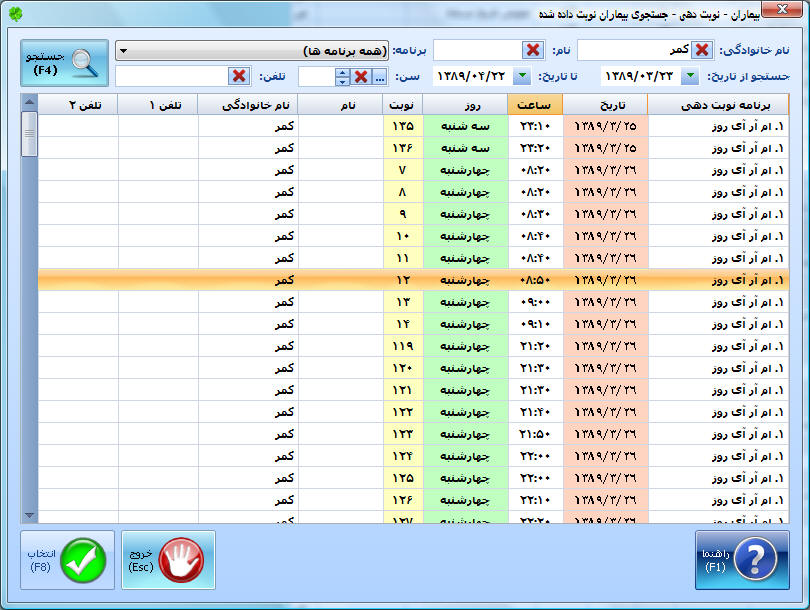 بیماران - نوبت دهی - جستجوی بیماران نوبت داده شده
نام خانوادگی: کمر نام: برنامه: (همه برنامه ها) جستجو (F4)
جستجو از تاریخ: ۱۳۸۹/۰۳/۲۳ تا تاریخ: ۱۳۸۹/۰۴/۲۲ سن: ... تلفن:
برنامه نوبت دهی تاریخ ساعت روز نوبت نام نام خانوادگی تلفن ۱ تلفن ۲
۱. ام آر آی روز ۱۳۸۹/۳/۲۵ ۲۳:۱۰ سه شنبه ۱۳۵ کمر
۱. ام آر آی روز ۱۳۸۹/۳/۲۵ ۲۳:۲۰ سه شنبه ۱۳۶ کمر
۱. ام آر آی روز ۱۳۸۹/۳/۲۶ ۰۸:۲۰ چهارشنبه ۷ کمر
۱. ام آر آی روز ۱۳۸۹/۳/۲۶ ۰۸:۲۰ چهارشنبه ۸ کمر
۱. ام آر آی روز ۱۳۸۹/۳/۲۶ ۰۸:۳۰ چهارشنبه ۹ کمر
۱. ام آر آی روز ۱۳۸۹/۳/۲۶ ۰۸:۴۰ چهارشنبه ۱۰ کمر
۱. ام آر آی روز ۱۳۸۹/۳/۲۶ ۰۸:۴۰ چهارشنبه ۱۱ کمر
۱. ام آر آی روز ۱۳۸۹/۳/۲۶ ۰۸:۵۰ چهارشنبه ۱۲ کمر
۱. ام آر آی روز ۱۳۸۹/۳/۲۶ ۰۹:۰۰ چهارشنبه ۱۳ کمر
۱. ام آر آی روز ۱۳۸۹/۳/۲۶ ۰۹:۱۰ چهارشنبه ۱۴ کمر
۱. ام آر آی روز ۱۳۸۹/۳/۲۶ ۲۱:۲۰ چهارشنبه ۱۱۹ کمر
۱. ام آر آی روز ۱۳۸۹/۳/۲۶ ۲۱:۳۰ چهارشنبه ۱۲۰ کمر
۱. ام آر آی روز ۱۳۸۹/۳/۲۶ ۲۱:۳۰ چهارشنبه ۱۲۱ کمر
۱. ام آر آی روز ۱۳۸۹/۳/۲۶ ۲۱:۴۰ چهارشنبه ۱۲۲ کمر
۱. ام آر آی روز ۱۳۸۹/۳/۲۶ ۲۱:۵۰ چهارشنبه ۱۲۳ کمر
۱. ام آر آی روز ۱۳۸۹/۳/۲۶ ۲۲:۰۰ چهارشنبه ۱۲۴ کمر
۱. ام آر آی روز ۱۳۸۹/۳/۲۶ ۲۲:۰۰ چهارشنبه ۱۲۵ کمر
۱. ام آر آی روز ۱۳۸۹/۳/۲۶ ۲۲:۱۰ چهارشنبه ۱۲۶ کمر
۱. ام آر آی روز ۱۳۸۹/۳/۲۶ ۲۲:۲۰ چهارشنبه ۱۲۷ کمر
راهنما (F1) خروج (Esc) انتخاب (F8)